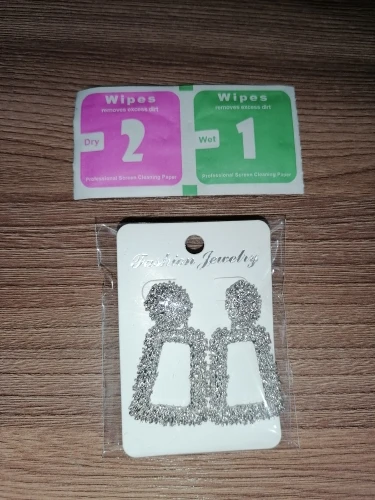 Wipes
removes excess dirt
Dry
2
Professional Screen Cleaning Paper
Wipes
removes excess dirt
Wet
1
Professional Screen Cleaning Paper
Fashion Jewelry